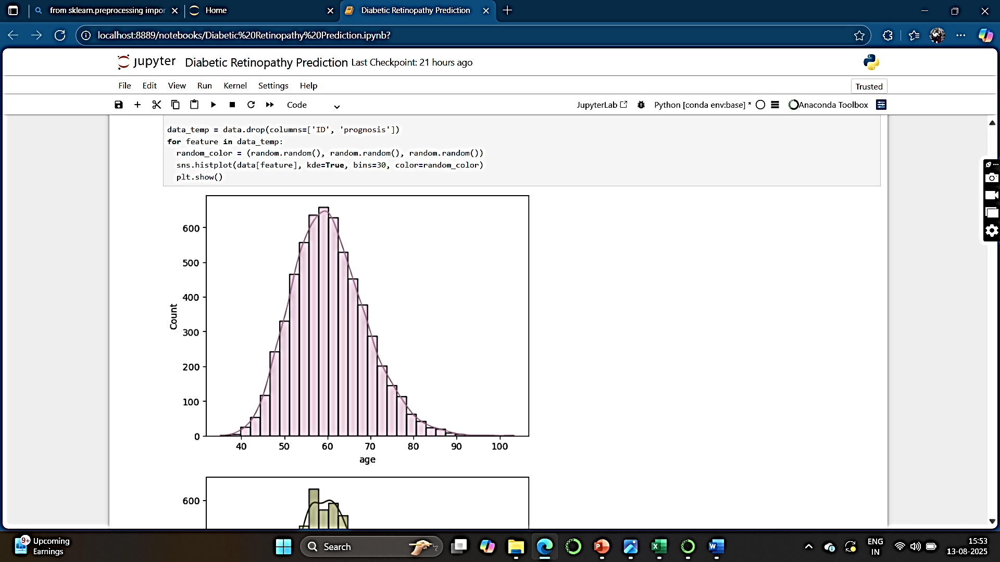 from sklearn.preprocessing impor
Home
Diabetic Retinopathy Prediction
localhost:8889/notebooks/Diabetic%20Retinopathy%20Prediction.ipynb?
jupyter Diabetic Retinopathy Prediction Last Checkpoint: 21 hours ago
File Edit View Run Kernel Settings Help
Trusted
Code
JupyterLab
Python [conda env:base] *
Anaconda Toolbox
data_temp = data.drop(columns=['ID', 'prognosis'])
for feature in data_temp:
  random_color = (random.random(), random.random(), random.random())
  sns.histplot(data[feature], kde=True, bins=30, color=random_color)
  plt.show()
600
500
400
300
200
100
0
Count
40 50 60 70 80 90 100
age
600
9+
Upcoming
Earnings
Search
ENG
IN
15:53
13-08-2025